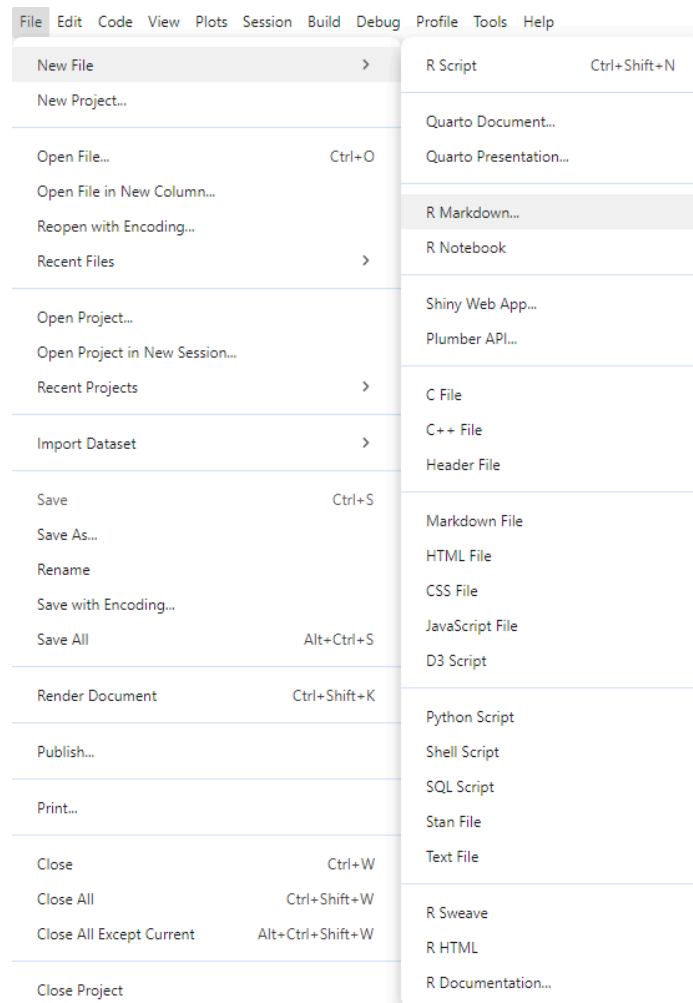 File Edit Code View Plots Session Build Debug Profile Tools Help
New File
New Project...
Open File... Ctrl+O
Open File in New Column...
Reopen with Encoding...
Recent Files
Open Project...
Open Project in New Session...
Recent Projects
Import Dataset
Save Ctrl+S
Save As...
Rename
Save with Encoding...
Save All Alt+Ctrl+S
Render Document Ctrl+Shift+K
Publish...
Print...
Close Ctrl+W
Close All Ctrl+Shift+W
Close All Except Current Alt+Ctrl+Shift+W
Close Project
R Script Ctrl+Shift+N
Quarto Document...
Quarto Presentation...
R Markdown...
R Notebook
Shiny Web App...
Plumber API...
C File
C++ File
Header File
Markdown File
HTML File
CSS File
JavaScript File
D3 Script
Python Script
Shell Script
SQL Script
Stan File
Text File
R Sweave
R HTML
R Documentation...